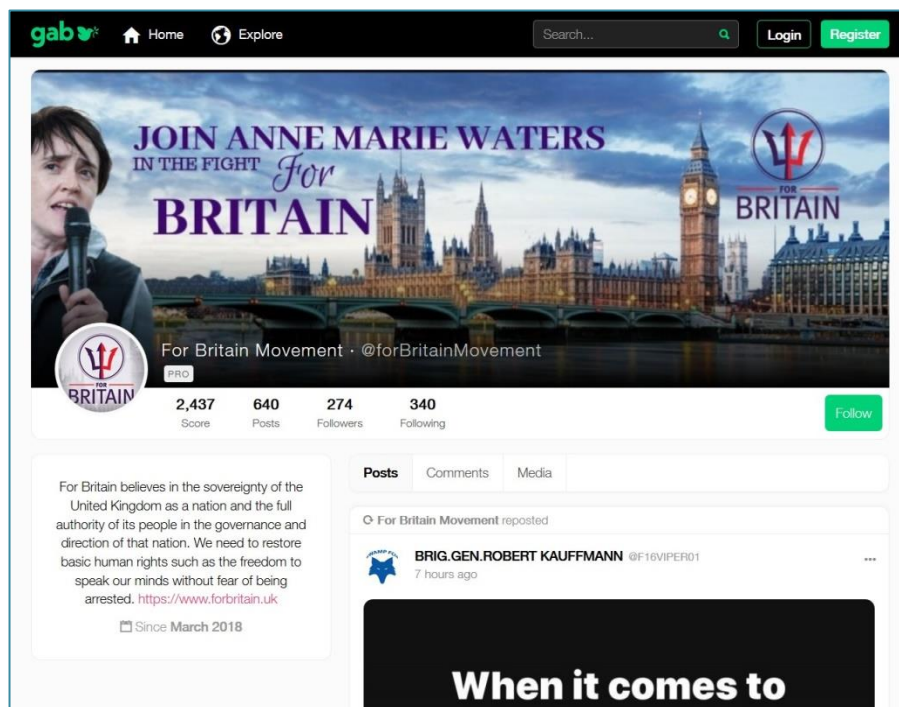 gab Home Explore Search... Login Register
JOIN ANNE MARIE WATERS
IN THE FIGHT For
BRITAIN
FOR
BRITAIN
For Britain Movement · @forBritainMovement
PRO
FOR
BRITAIN
2,437 640 274 340
Score Posts Followers Following
Follow
For Britain believes in the sovereignty of the
United Kingdom as a nation and the full
authority of its people in the governance and
direction of that nation. We need to restore
basic human rights such as the freedom to
speak our minds without fear of being
arrested. https://www.forbritain.uk
Since March 2018
Posts Comments Media
For Britain Movement reposted
BRIG.GEN.ROBERT KAUFFMANN @F16VIPER01
7 hours ago
When it comes to